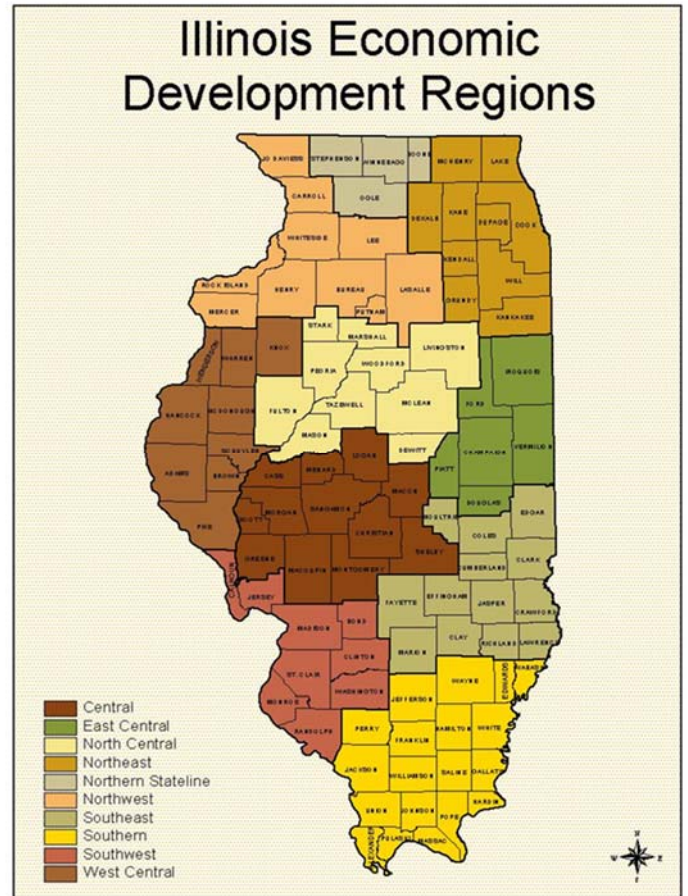 Illinois Economic
Development Regions
JO DAVIESS
STEPHENSON
WINNEBAGO
BOONE
MCHENRY
LAKE
CARROLL
OGLE
DEKALB
KANE
DUPAGE
COOK
WHITESIDE
LEE
KENDALL
WILL
ROCK ISLAND
HENRY
BUREAU
LASALLE
GRUNDY
PUTNAM
MERCER
KANKAKEE
STARK
MARSHALL
LIVINGSTON
HENDERSON
WARREN
KNOX
PEORIA
WOODFORD
IROQUOIS
FORD
HANCOCK
MCDONOUGH
FULTON
TAZEWELL
MCLEAN
MASON
SCHUYLER
DEWITT
CHAMPAIGN
VERMILION
LOGAN
ADAMS
BROWN
CASS
MENARD
PIATT
MACON
MORGAN
SANGAMON
DOUGLAS
PIKE
SCOTT
CHRISTIAN
MOULTRIE
EDGAR
COLES
SHELBY
GREENE
MACOUPIN
MONTGOMERY
CUMBERLAND
CLARK
CALHOUN
JERSEY
FAYETTE
EFFINGHAM
JASPER
CRAWFORD
MADISON
BOND
CLAY
RICHLAND
LAWRENCE
CLINTON
MARION
ST. CLAIR
WASHINGTON
WAYNE
EDWARDS
WABASH
MONROE
JEFFERSON
RANDOLPH
PERRY
HAMILTON
WHITE
FRANKLIN
JACKSON
WILLIAMSON
SALINE
GALLATIN
HARDIN
UNION
JOHNSON
POPE
ALEXANDER
PULASKI
MASSAC
Central
East Central
North Central
Northeast
Northern Stateline
Northwest
Southeast
Southern
Southwest
West Central